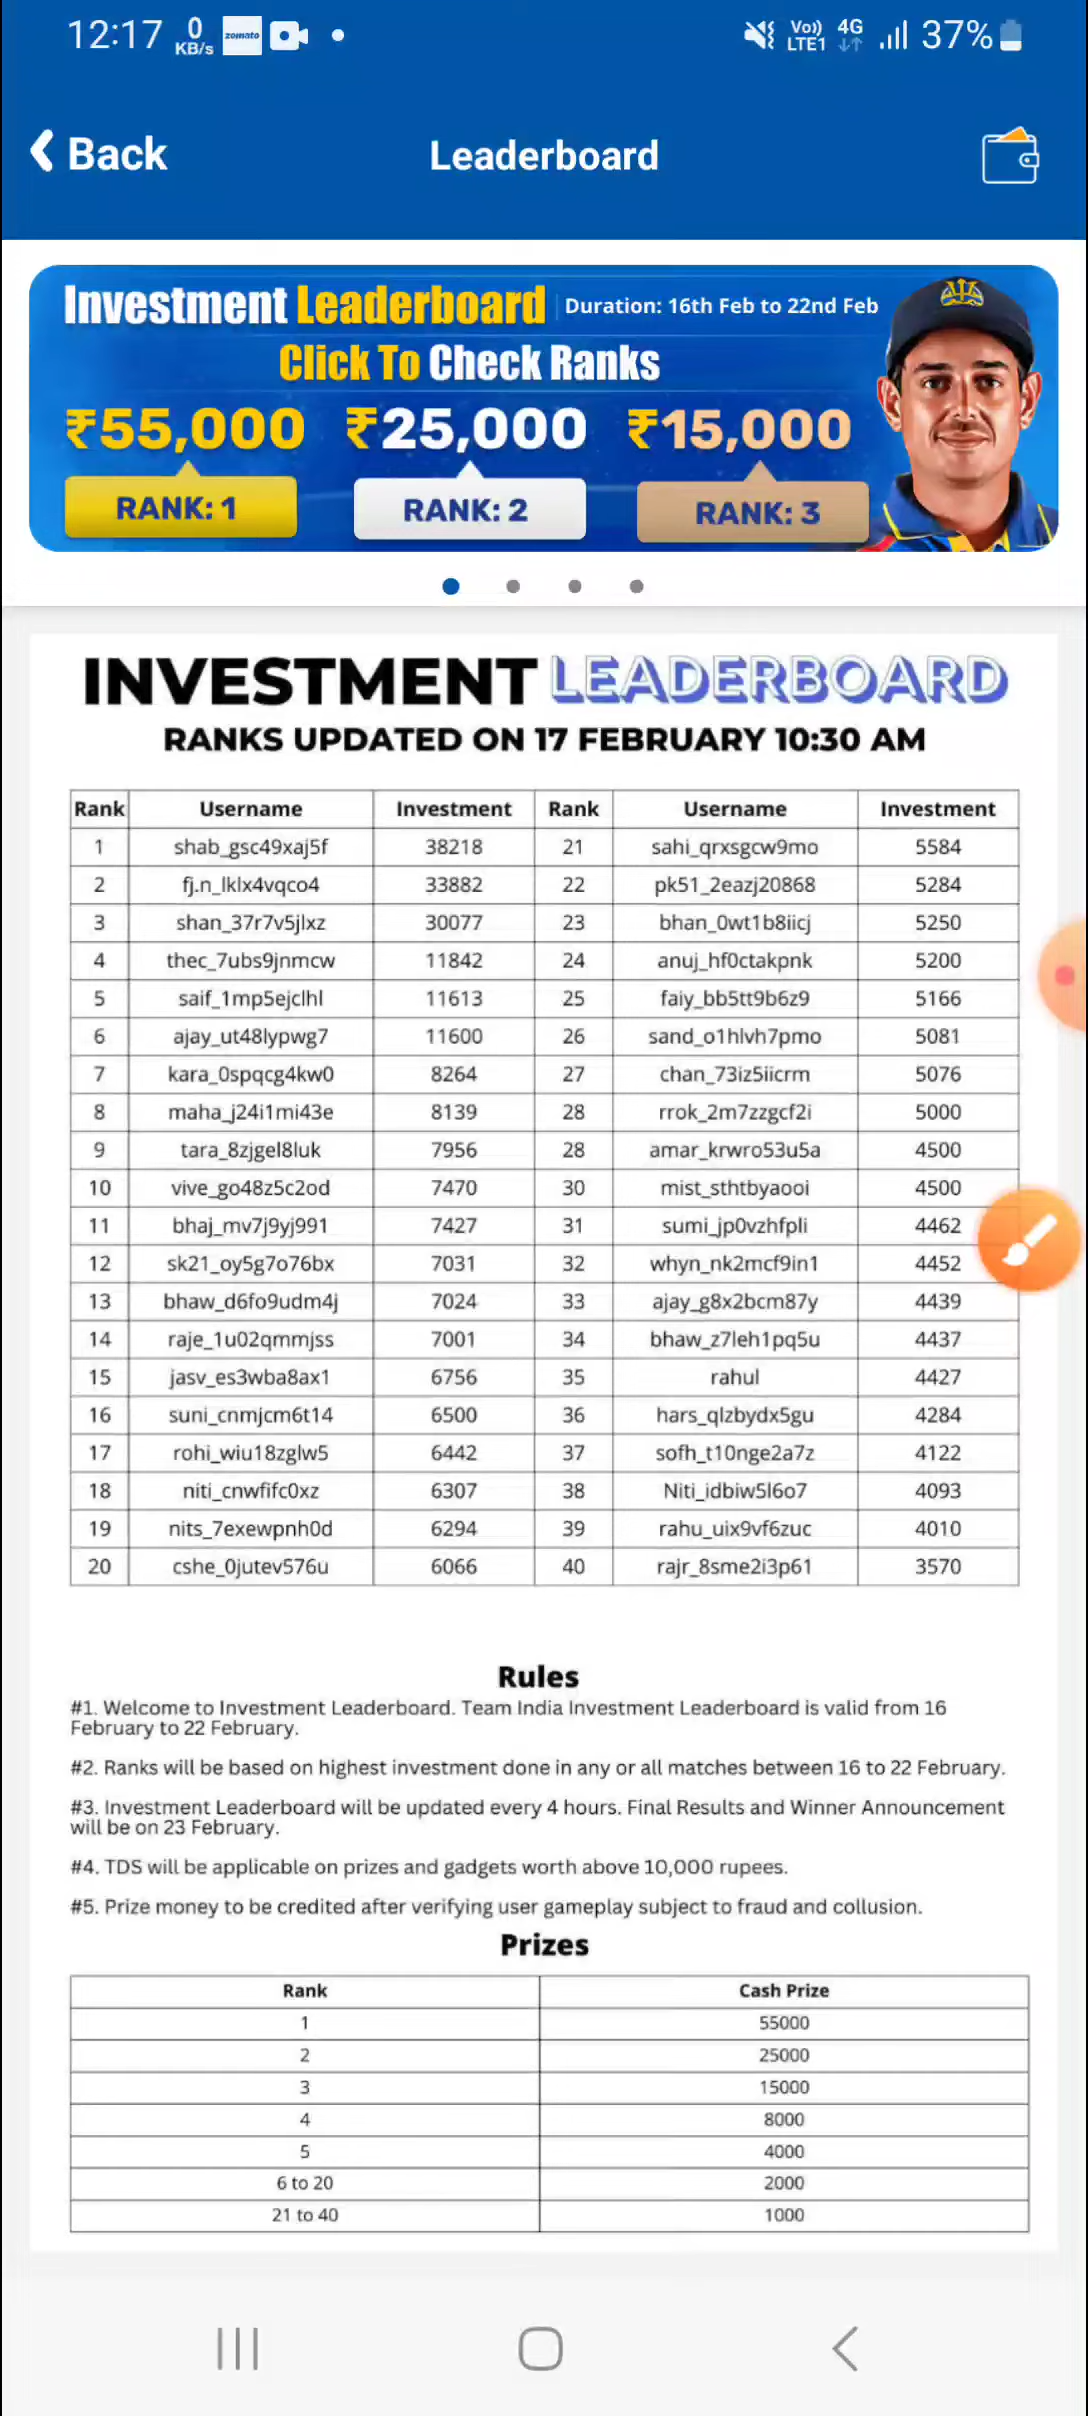 12:17 0 KB/s zomato Vo)) LTE1 4G 37%
Back Leaderboard
Investment Leaderboard Duration: 16th Feb to 22nd Feb
Click To Check Ranks
₹55,000 ₹25,000 ₹15,000
RANK: 1 RANK: 2 RANK: 3
INVESTMENT LEADERBOARD
RANKS UPDATED ON 17 FEBRUARY 10:30 AM
Rank Username Investment Rank Username Investment
1 shab_gsc49xaj5f 38218 21 sahi_qrxsgcw9mo 5584
2 fj.n_lklx4vqco4 33882 22 pk51_2eazj20868 5284
3 shan_37r7v5jlxz 30077 23 bhan_0wt1b8iicj 5250
4 thec_7ubs9jnmcw 11842 24 anuj_hf0ctakpnk 5200
5 saif_1mp5ejclhl 11613 25 faiy_bb5tt9b6z9 5166
6 ajay_ut48lypwg7 11600 26 sand_o1hlvh7pmo 5081
7 kara_0spqcg4kw0 8264 27 chan_73iz5iicrm 5076
8 maha_j24i1mi43e 8139 28 rrok_2m7zzgcf2i 5000
9 tara_8zjgel8luk 7956 28 amar_krwro53u5a 4500
10 vive_go48z5c2od 7470 30 mist_sthtbyaooi 4500
11 bhaj_mv7j9yj991 7427 31 sumi_jp0vzhfpli 4462
12 sk21_oy5g7o76bx 7031 32 whyn_nk2mcf9in1 4452
13 bhaw_d6fo9udm4j 7024 33 ajay_g8x2bcm87y 4439
14 raje_1u02qmmjss 7001 34 bhaw_z7leh1pq5u 4437
15 jasv_es3wba8ax1 6756 35 rahul 4427
16 suni_cnmjcm6t14 6500 36 hars_qlzbydx5gu 4284
17 rohi_wiu18zglw5 6442 37 sofh_t10nge2a7z 4122
18 niti_cnwfifc0xz 6307 38 Niti_idbiw5l6o7 4093
19 nits_7exewpnh0d 6294 39 rahu_uix9vf6zuc 4010
20 cshe_0jutev576u 6066 40 rajr_8sme2i3p61 3570
Rules
#1. Welcome to Investment Leaderboard. Team India Investment Leaderboard is valid from 16
February to 22 February.
#2. Ranks will be based on highest investment done in any or all matches between 16 to 22 February.
#3. Investment Leaderboard will be updated every 4 hours. Final Results and Winner Announcement
will be on 23 February.
#4. TDS will be applicable on prizes and gadgets worth above 10,000 rupees.
#5. Prize money to be credited after verifying user gameplay subject to fraud and collusion.
Prizes
Rank Cash Prize
1 55000
2 25000
3 15000
4 8000
5 4000
6 to 20 2000
21 to 40 1000